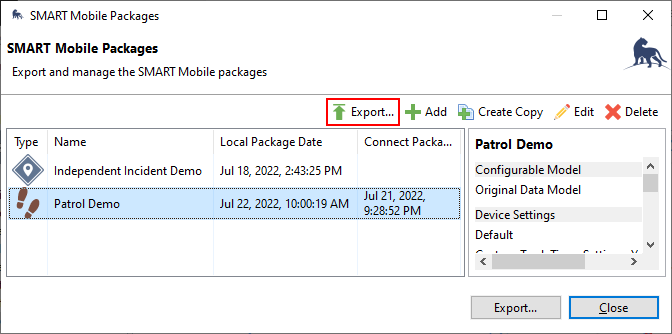 SMART Mobile Packages
SMART Mobile Packages
Export and manage the SMART Mobile packages
Export... Add Create Copy Edit Delete
Type Name Local Package Date Connect Packa...
Independent Incident Demo Jul 18, 2022, 2:43:25 PM
Patrol Demo Jul 22, 2022, 10:00:19 AM Jul 21, 2022,
9:28:52 PM
Patrol Demo
Configurable Model
Original Data Model
Device Settings
Default
Export... Close